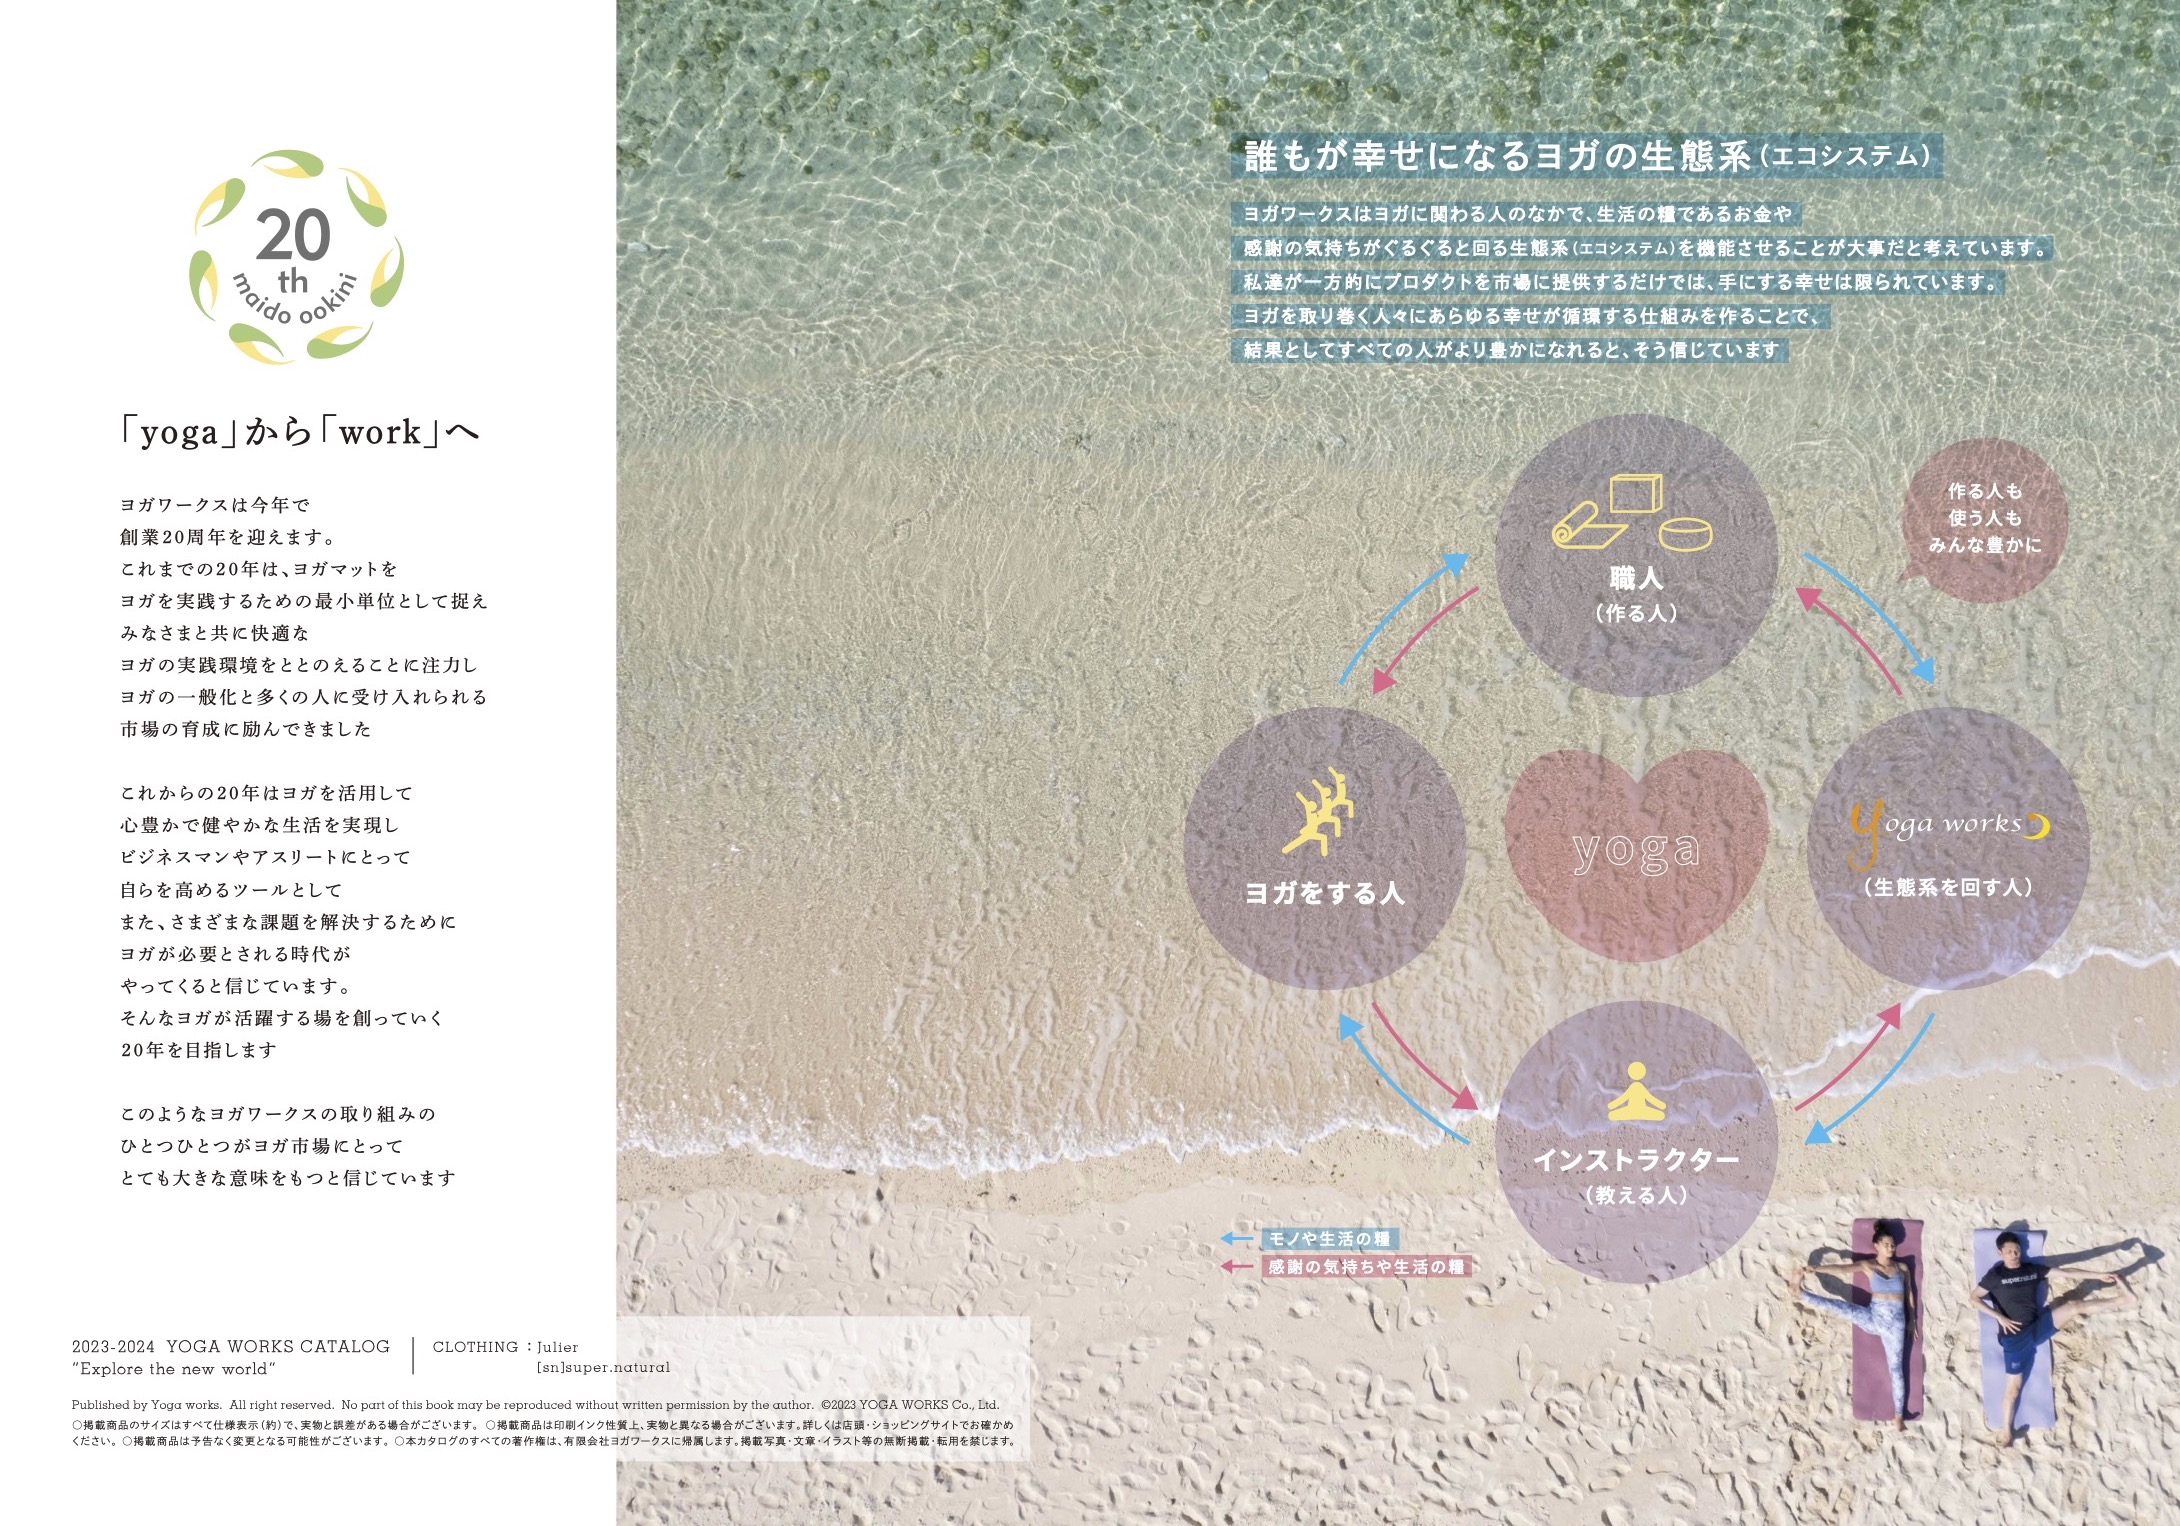 20
th
maido ookini
「yoga」から「work」へ
ヨガワークスは今年で
創業20周年を迎えます。
これまでの20年は、ヨガマットを
ヨガを実践するための最小単位として捉え
みなさまと共に快適な
ヨガの実践環境をととのえることに注力し
ヨガの一般化と多くの人に受け入れられる
市場の育成に励んできました
これからの20年はヨガを活用して
心豊かで健やかな生活を実現し
ビジネスマンやアスリートにとって
自らを高めるツールとして
また、さまざまな課題を解決するために
ヨガが必要とされる時代が
やってくると信じています。
そんなヨガが活躍する場を創っていく
20年を目指します
このようなヨガワークスの取り組みの
ひとつひとつがヨガ市場にとって
とても大きな意味をもつと信じています
誰もが幸せになるヨガの生態系（エコシステム）
ヨガワークスはヨガに関わる人のなかで、生活の糧であるお金や
感謝の気持ちがぐるぐると回る生態系（エコシステム）を機能させることが大事だと考えています。
私達が一方的にプロダクトを市場に提供するだけでは、手にする幸せは限られています。
ヨガを取り巻く人々にあらゆる幸せが循環する仕組みを作ることで、
結果としてすべての人がより豊かになれると、そう信じています
職人
（作る人）
作る人も
使う人も
みんな豊かに
ヨガをする人
yoga
yoga works
（生態系を回す人）
インストラクター
（教える人）
モノや生活の糧
感謝の気持ちや生活の糧
super.natural
2023-2024 YOGA WORKS CATALOG
"Explore the new world"
CLOTHING：Julier
[sn]super.natural
Published by Yoga works. All right reserved. No part of this book may be reproduced without written permission by the author. ©2023 YOGA WORKS Co., Ltd.
○掲載商品のサイズはすべて仕様表示（約）で、実物と誤差がある場合がございます。 ○掲載商品は印刷インク性質上、実物と異なる場合がございます。詳しくは店頭・ショッピングサイトでお確かめ
ください。 ○掲載商品は予告なく変更となる可能性がございます。 ○本カタログのすべての著作権は、有限会社ヨガワークスに帰属します。掲載写真・文章・イラスト等の無断掲載・転用を禁じます。